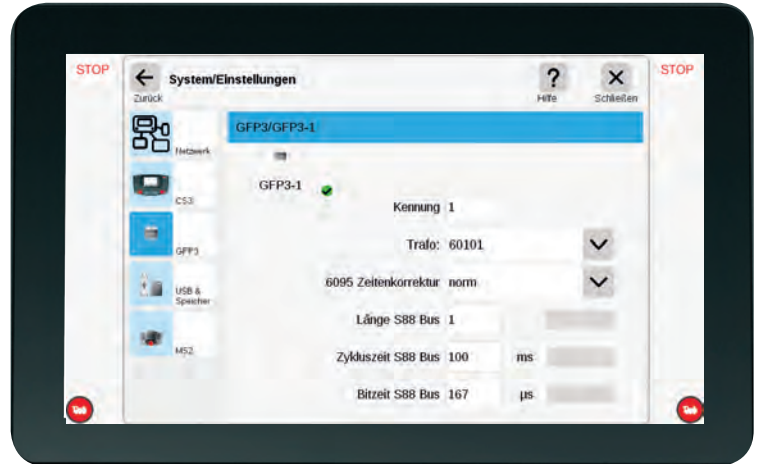 STOP
STOP
System/Einstellungen
Zurück
?
Hilfe
Schließen
GFP3/GFP3-1
Netzwerk
CS3
GFP3
USB &
Speicher
MS2
GFP3-1
Kennung 1
Trafo: 60101
6095 Zeitenkorrektur norm
Länge S88 Bus 1
Zykluszeit S88 Bus 100 ms
Bitzeit S88 Bus 167 µs